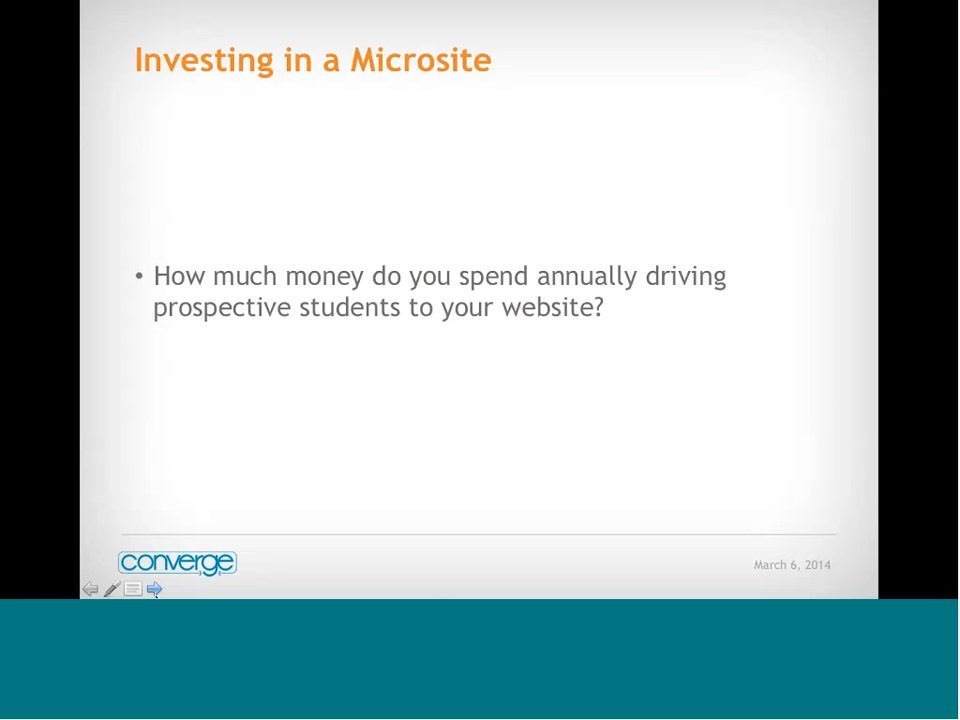 Investing in a Microsite
• How much money do you spend annually driving
prospective students to your website?
converge
March 6, 2014